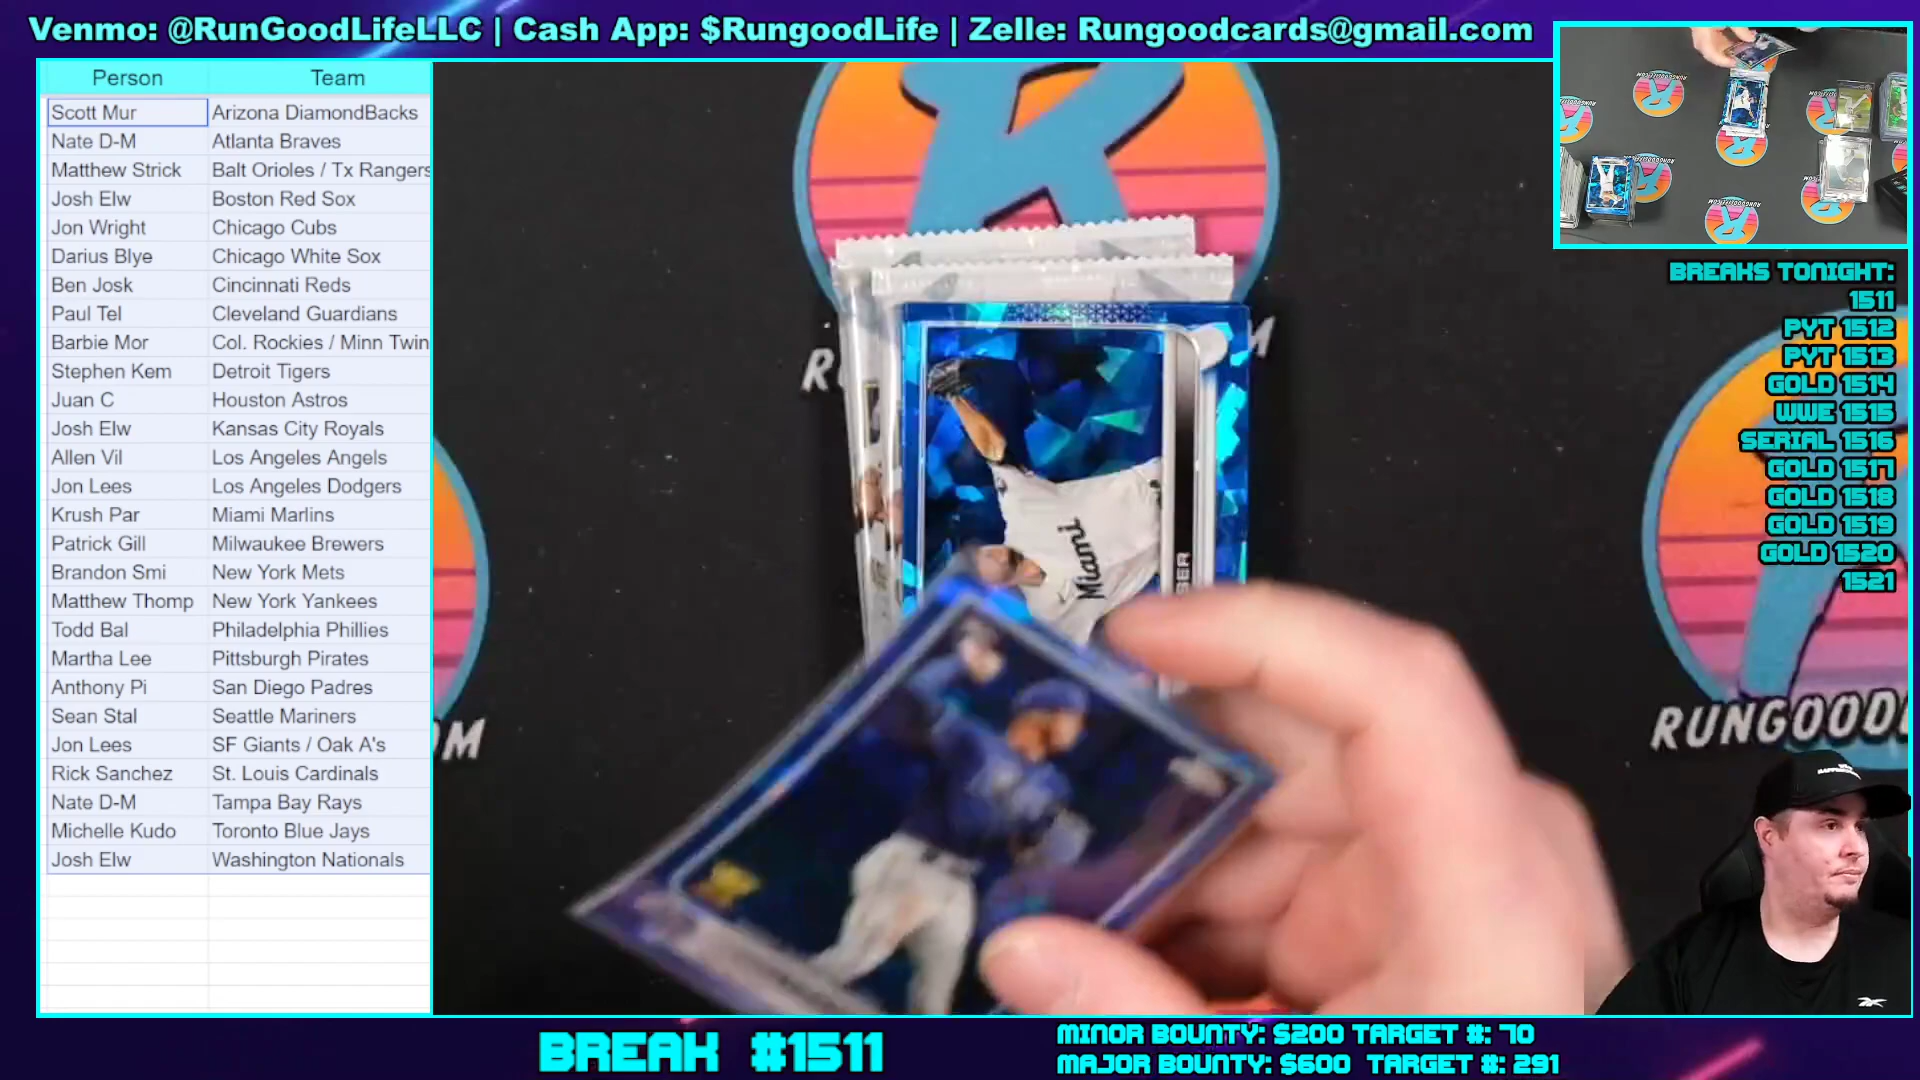 Venmo: @RunGoodLifeLLC | Cash App: $RungoodLife | Zelle: Rungoodcards@gmail.com
Person Team
Scott Mur Arizona DiamondBacks
Nate D-M Atlanta Braves
Matthew Strick Balt Orioles / Tx Rangers
Josh Elw Boston Red Sox
Jon Wright Chicago Cubs
Darius Blye Chicago White Sox
Ben Josk Cincinnati Reds
Paul Tel Cleveland Guardians
Barbie Mor Col. Rockies / Minn Twin
Stephen Kem Detroit Tigers
Juan C Houston Astros
Josh Elw Kansas City Royals
Allen Vil Los Angeles Angels
Jon Lees Los Angeles Dodgers
Krush Par Miami Marlins
Patrick Gill Milwaukee Brewers
Brandon Smi New York Mets
Matthew Thomp New York Yankees
Todd Bal Philadelphia Phillies
Martha Lee Pittsburgh Pirates
Anthony Pi San Diego Padres
Sean Stal Seattle Mariners
Jon Lees SF Giants / Oak A's
Rick Sanchez St. Louis Cardinals
Nate D-M Tampa Bay Rays
Michelle Kudo Toronto Blue Jays
Josh Elw Washington Nationals
Miami
BREAKS TONIGHT:
1511
PYT 1512
PYT 1513
GOLD 1514
WWE 1515
SERIAL 1516
GOLD 1517
GOLD 1518
GOLD 1519
GOLD 1520
1521
RUNGOOD
BREAK #1511
MINOR BOUNTY: $200 TARGET #: 70
MAJOR BOUNTY: $600 TARGET #: 291